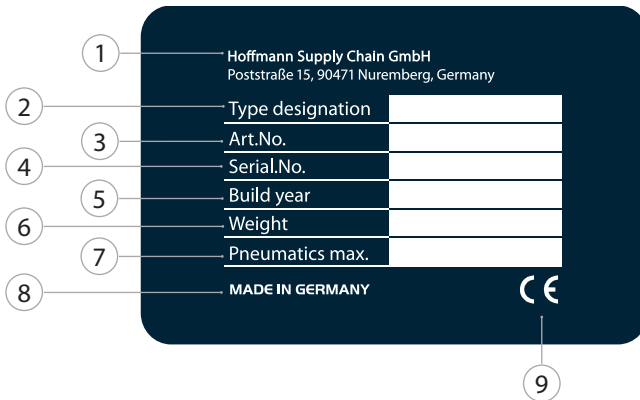 1
Hoffmann Supply Chain GmbH
Poststraße 15, 90471 Nuremberg, Germany
2
Type designation
3
Art.No.
4
Serial.No.
5
Build year
6
Weight
7
Pneumatics max.
8
MADE IN GERMANY
CE
9